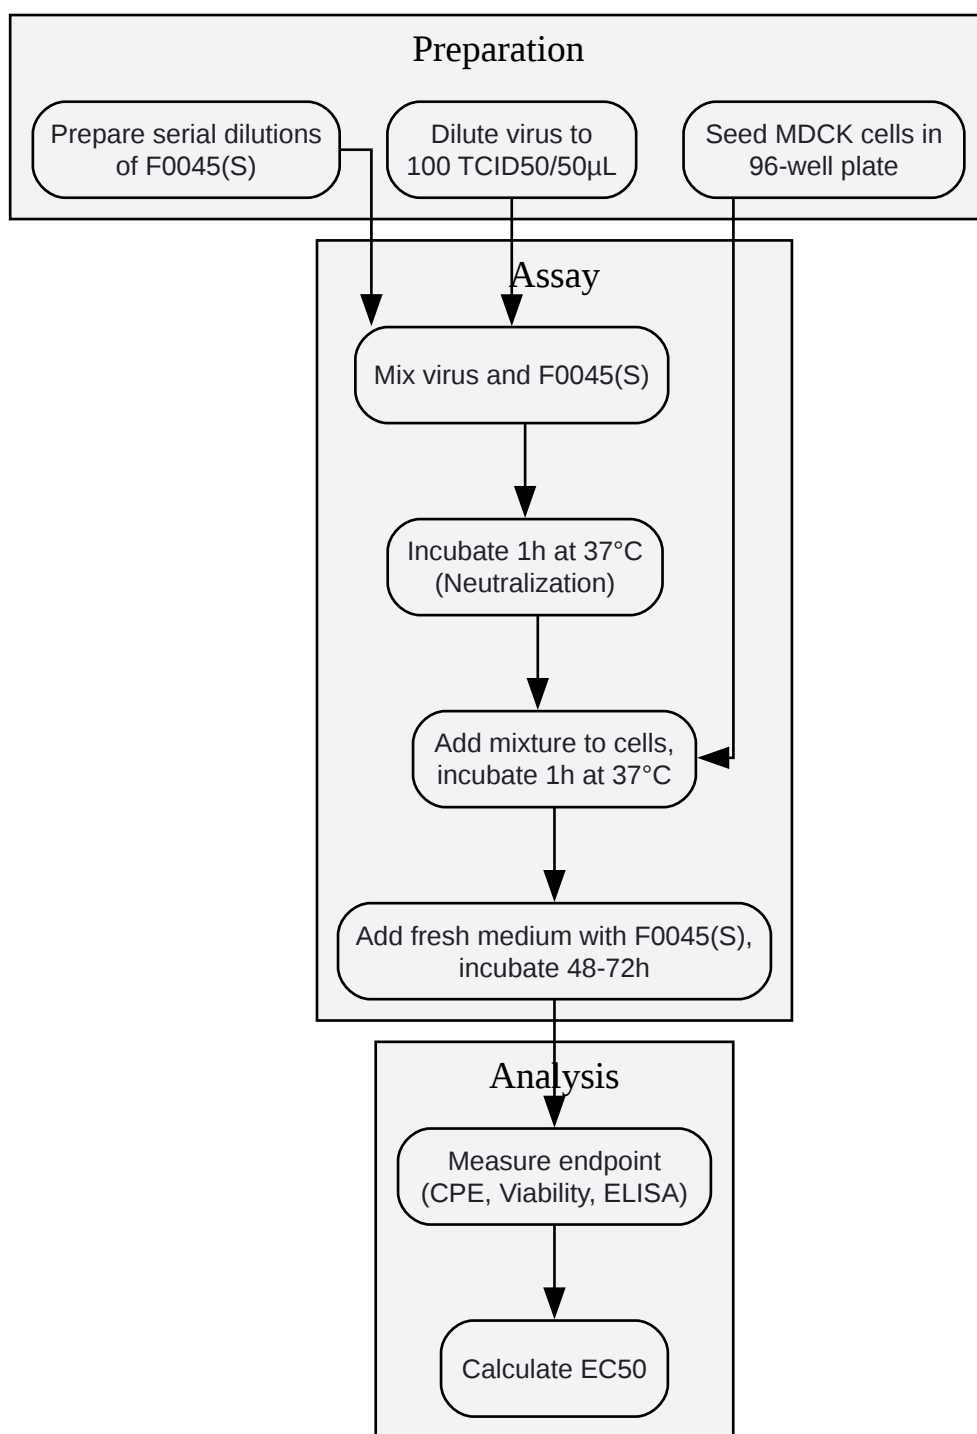 Preparation
Prepare serial dilutions
of F0045(S)
Dilute virus to
100 TCID50/50µL
Seed MDCK cells in
96-well plate
Assay
Mix virus and F0045(S)
Incubate 1h at 37°C
(Neutralization)
Add mixture to cells,
incubate 1h at 37°C
Add fresh medium with F0045(S),
incubate 48-72h
Analysis
Measure endpoint
(CPE, Viability, ELISA)
Calculate EC50